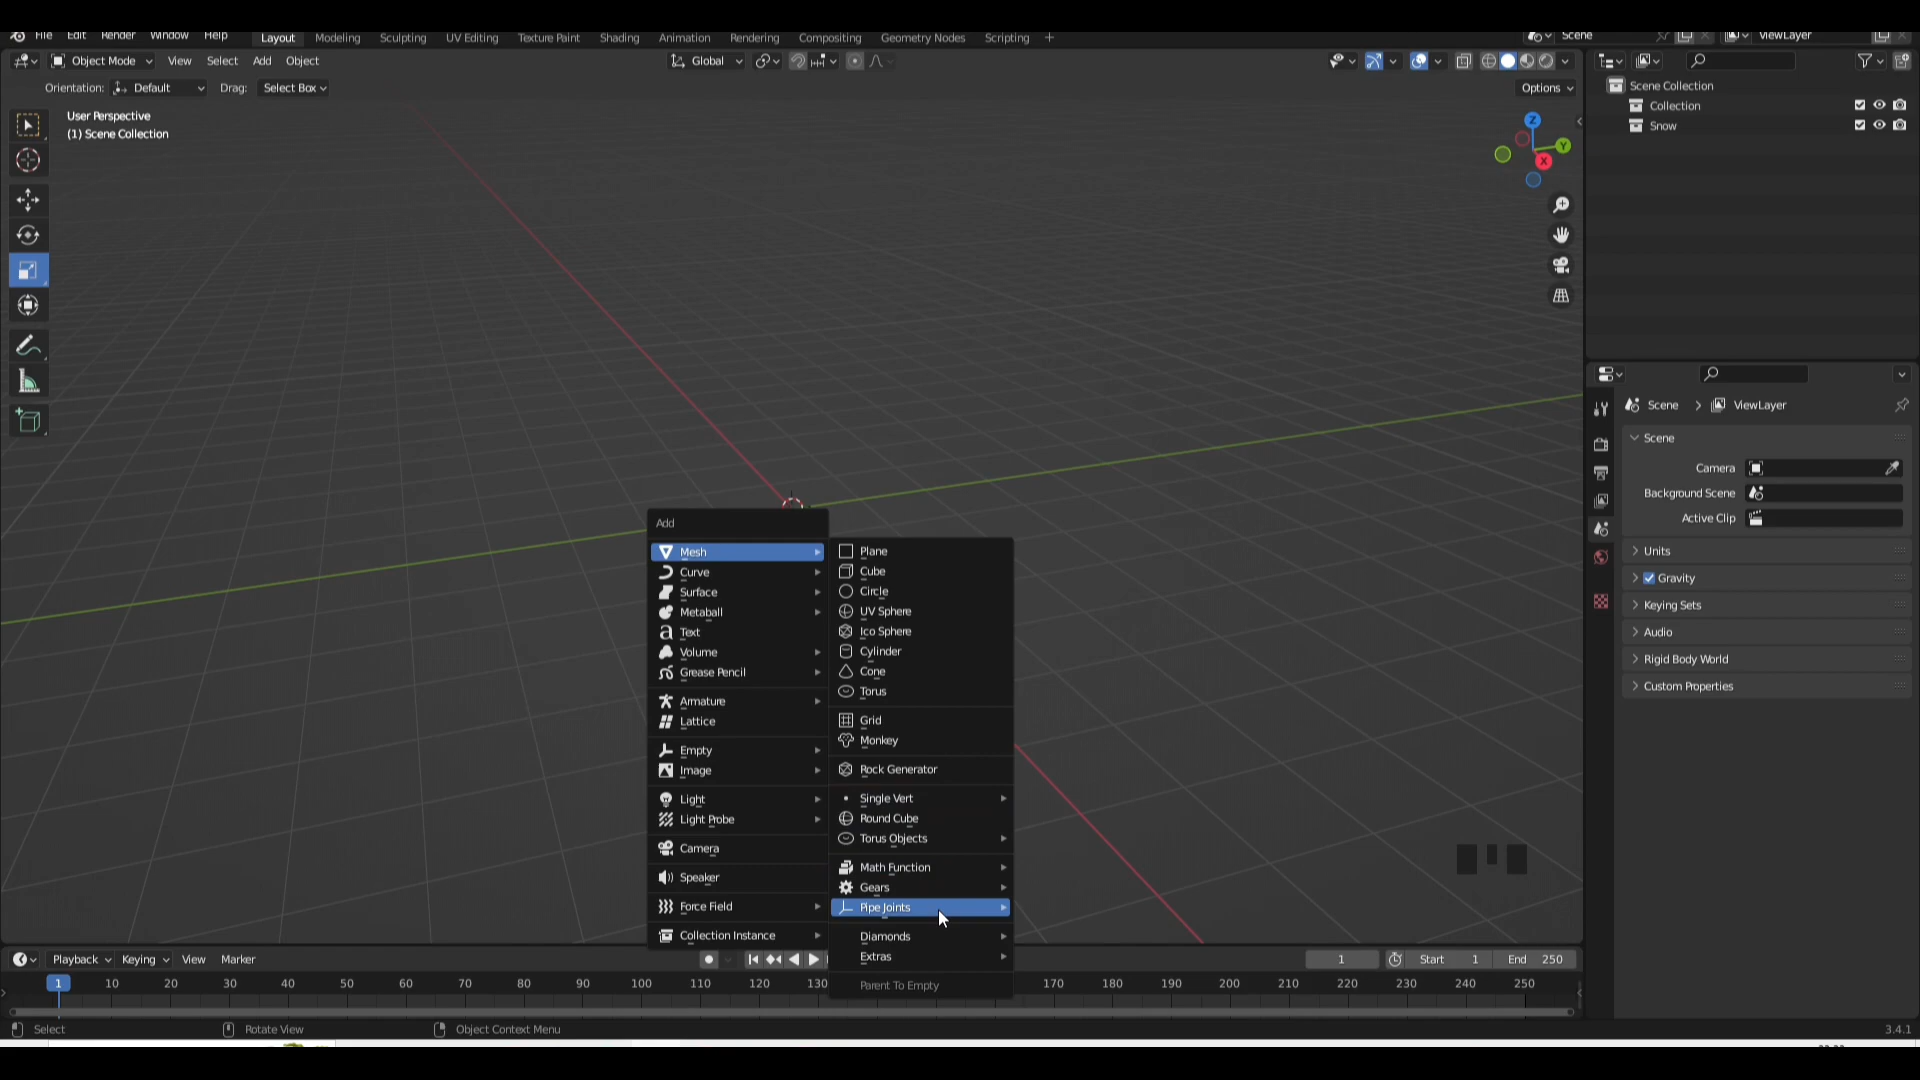 File Edit Render Window Help Layout Modeling Sculpting UV Editing Texture Paint Shading Animation Rendering Compositing Geometry Nodes Scripting + Scene ViewLayer
Object Mode View Select Add Object Global
Orientation: Default Drag: Select Box Options
User Perspective
(1) Scene Collection
Z
Y
X
Scene Collection
Collection
Snow
Scene > ViewLayer
Scene
Camera
Background Scene
Active Clip
Units
Gravity
Keying Sets
Audio
Rigid Body World
Custom Properties
Add
Mesh
Curve
Surface
Metaball
Text
Volume
Grease Pencil
Armature
Lattice
Empty
Image
Light
Light Probe
Camera
Speaker
Force Field
Collection Instance
Plane
Cube
Circle
UV Sphere
Ico Sphere
Cylinder
Cone
Torus
Grid
Monkey
Rock Generator
Single Vert
Round Cube
Torus Objects
Math Function
Gears
Pipe Joints
Diamonds
Extras
Parent To Empty
Playback Keying View Marker 1 Start 1 End 250
1 10 20 30 40 50 60 70 80 90 100 110 120 130 170 180 190 200 210 220 230 240 250
Select Rotate View Object Context Menu 3.4.1